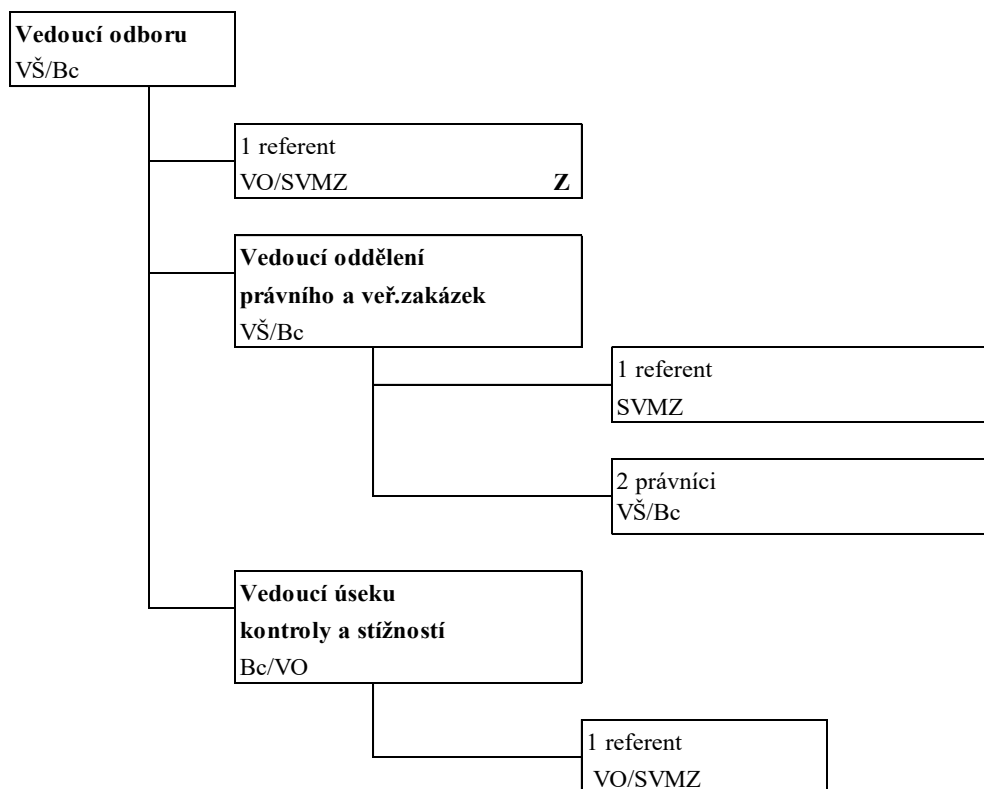 Vedoucí odboru
VŠ/Bc
1 referent
VO/SVMZ Z
Vedoucí oddělení
právního a veř.zakázek
VŠ/Bc
1 referent
SVMZ
2 právníci
VŠ/Bc
Vedoucí úseku
kontroly a stížností
Bc/VO
1 referent
VO/SVMZ